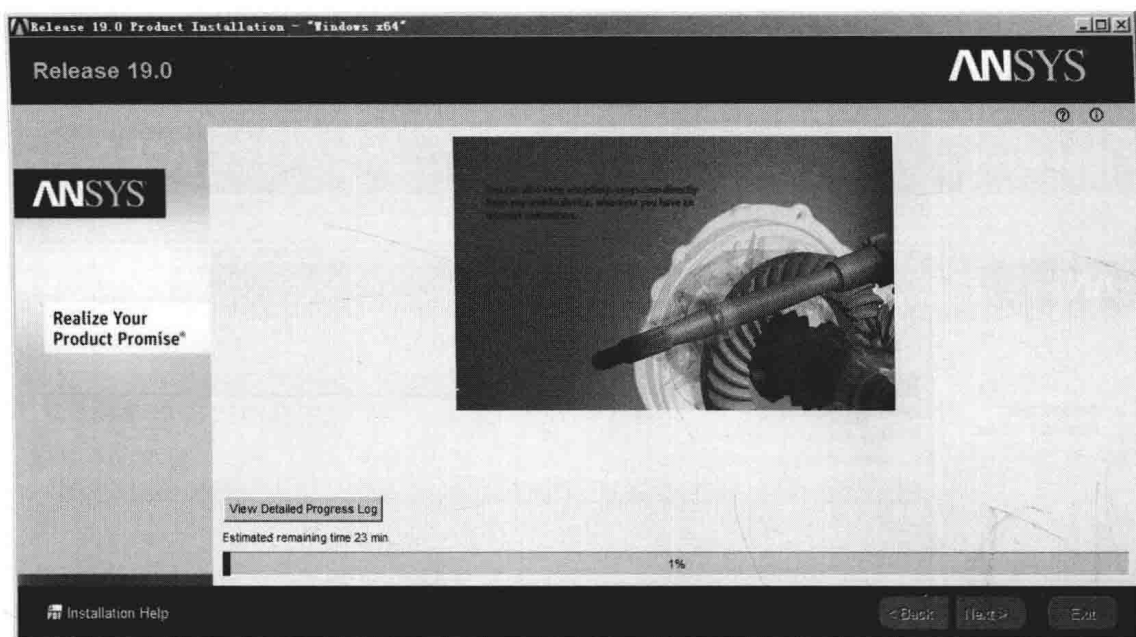 Release 19.0 Product Installation - "Windows x64"
Release 19.0
ANSYS
ANSYS
Realize Your
Product Promise®
View Detailed Progress Log
Estimated remaining time 23 min
1%
Installation Help
< Back Next > Exit